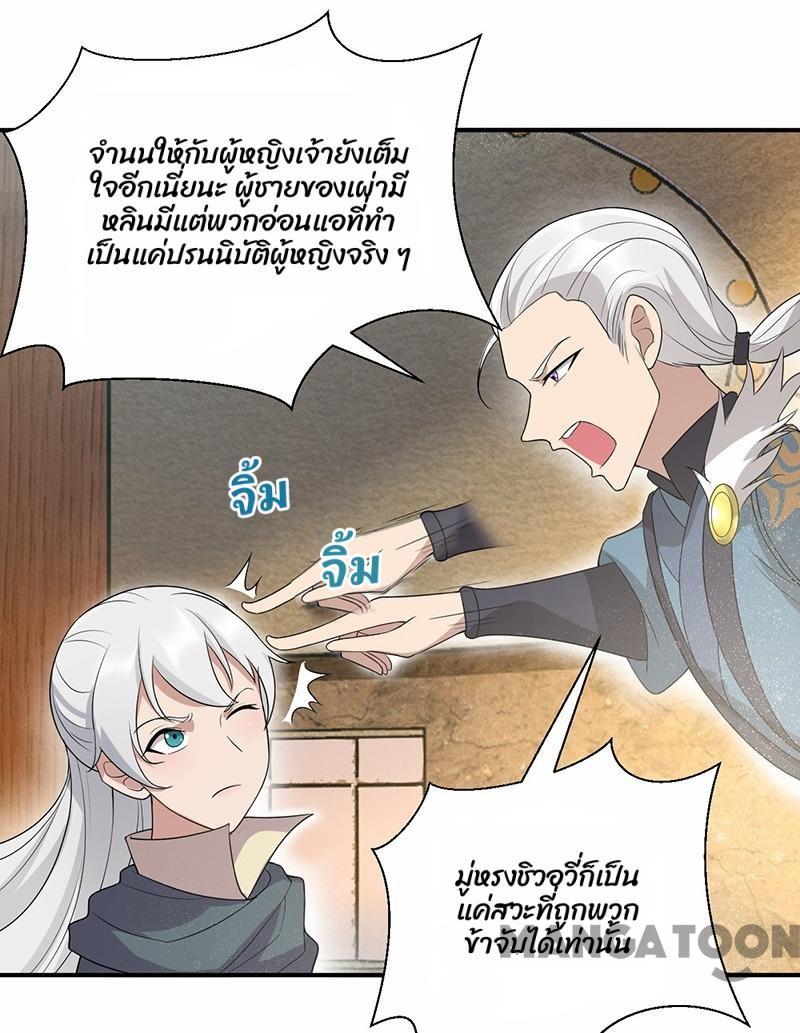 จำนนให้กับผู้หญิงเจ้ายังเต็ม
ใจอีกเนี่ยนะ ผู้ชายของเผ่ามี
หลินมีแต่พวกอ่อนแอที่ทำ
เป็นแค่ปรนนิบัติผู้หญิงจริง ๆ
จิ้ม
จิ้ม
มู่หรงชิวอวี่ก็เป็น
แค่สวะที่ถูกพวก
ข้าจับได้เท่านั้น
MANGATOON